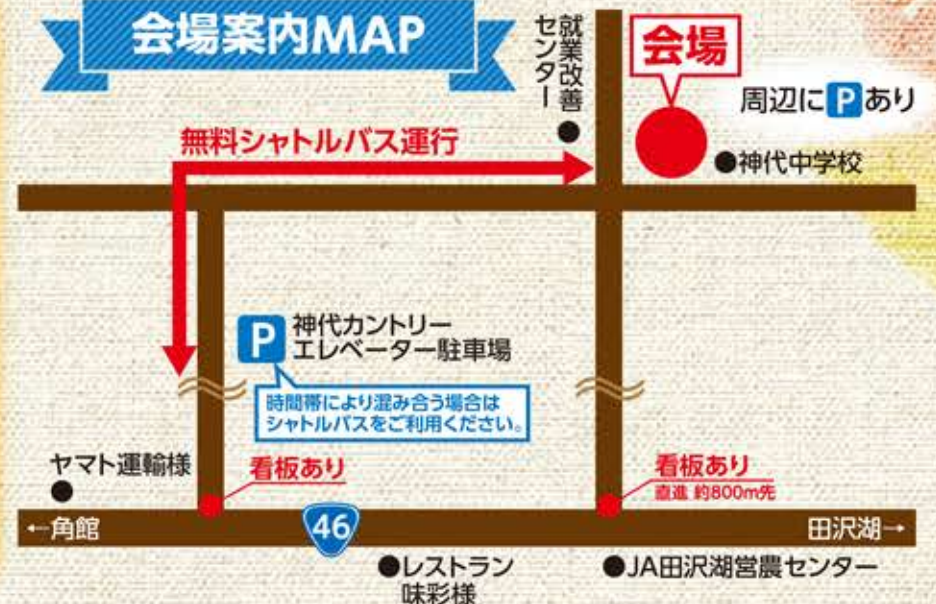 会場案内MAP
就業改善
センター
会場
周辺にPあり
無料シャトルバス運行
神代中学校
P
神代カントリー
エレベーター駐車場
時間帯により混み合う場合は
シャトルバスをご利用ください。
ヤマト運輸様
看板あり
看板あり
直進 約800m先
←角館
46
田沢湖→
レストラン
味彩様
JA田沢湖営農センター